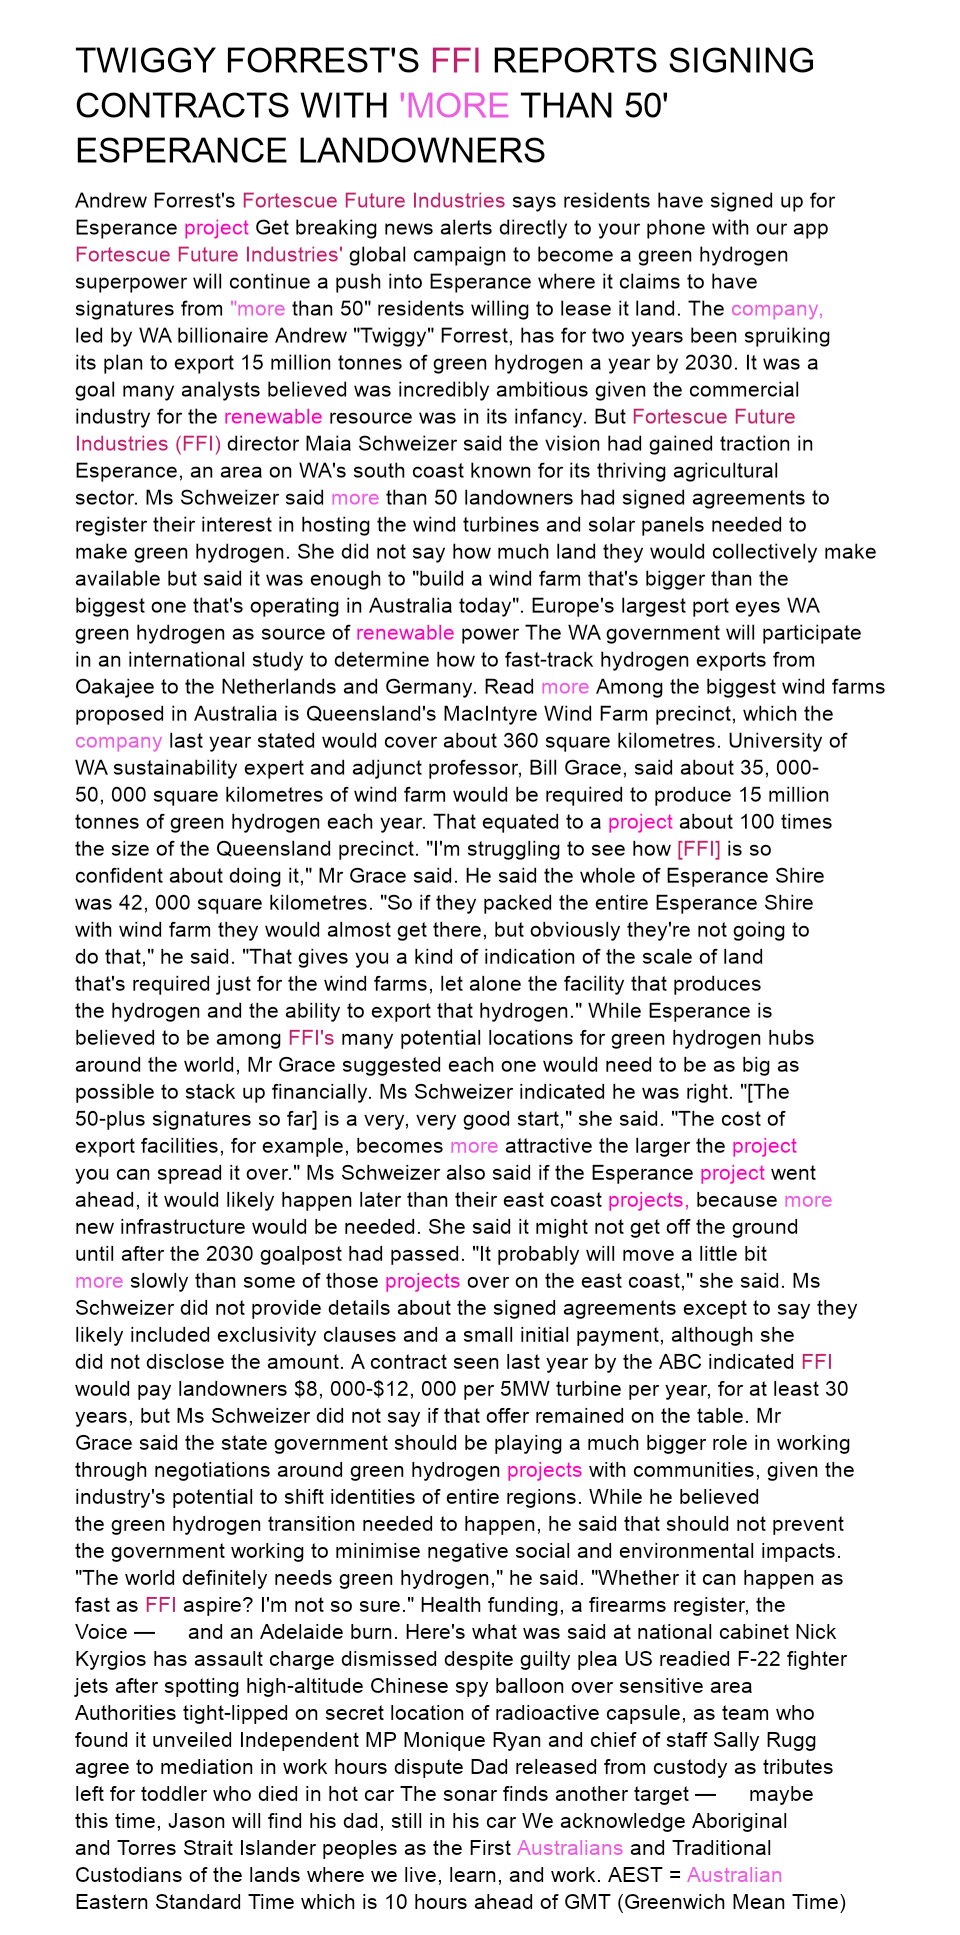 TWIGGY FORREST'S FFI REPORTS SIGNING
CONTRACTS WITH 'MORE THAN 50'
ESPERANCE LANDOWNERS
Andrew Forrest's Fortescue Future Industries says residents have signed up for
Esperance project Get breaking news alerts directly to your phone with our app
Fortescue Future Industries' global campaign to become a green hydrogen
superpower will continue a push into Esperance where it claims to have
signatures from "more than 50" residents willing to lease it land. The company,
led by WA billionaire Andrew "Twiggy" Forrest, has for two years been spruiking
its plan to export 15 million tonnes of green hydrogen a year by 2030. It was a
goal many analysts believed was incredibly ambitious given the commercial
industry for the renewable resource was in its infancy. But Fortescue Future
Industries (FFI) director Maia Schweizer said the vision had gained traction in
Esperance, an area on WA's south coast known for its thriving agricultural
sector. Ms Schweizer said more than 50 landowners had signed agreements to
register their interest in hosting the wind turbines and solar panels needed to
make green hydrogen. She did not say how much land they would collectively make
available but said it was enough to "build a wind farm that's bigger than the
biggest one that's operating in Australia today". Europe's largest port eyes WA
green hydrogen as source of renewable power The WA government will participate
in an international study to determine how to fast-track hydrogen exports from
Oakajee to the Netherlands and Germany. Read more Among the biggest wind farms
proposed in Australia is Queensland's MacIntyre Wind Farm precinct, which the
company last year stated would cover about 360 square kilometres. University of
WA sustainability expert and adjunct professor, Bill Grace, said about 35, 000-
50, 000 square kilometres of wind farm would be required to produce 15 million
tonnes of green hydrogen each year. That equated to a project about 100 times
the size of the Queensland precinct. "I'm struggling to see how [FFI] is so
confident about doing it," Mr Grace said. He said the whole of Esperance Shire
was 42, 000 square kilometres. "So if they packed the entire Esperance Shire
with wind farm they would almost get there, but obviously they're not going to
do that," he said. "That gives you a kind of indication of the scale of land
that's required just for the wind farms, let alone the facility that produces
the hydrogen and the ability to export that hydrogen." While Esperance is
believed to be among FFI's many potential locations for green hydrogen hubs
around the world, Mr Grace suggested each one would need to be as big as
possible to stack up financially. Ms Schweizer indicated he was right. "[The
50-plus signatures so far] is a very, very good start," she said. "The cost of
export facilities, for example, becomes more attractive the larger the project
you can spread it over." Ms Schweizer also said if the Esperance project went
ahead, it would likely happen later than their east coast projects, because more
new infrastructure would be needed. She said it might not get off the ground
until after the 2030 goalpost had passed. "It probably will move a little bit
more slowly than some of those projects over on the east coast," she said. Ms
Schweizer did not provide details about the signed agreements except to say they
likely included exclusivity clauses and a small initial payment, although she
did not disclose the amount. A contract seen last year by the ABC indicated FFI
would pay landowners $8, 000-$12, 000 per 5MW turbine per year, for at least 30
years, but Ms Schweizer did not say if that offer remained on the table. Mr
Grace said the state government should be playing a much bigger role in working
through negotiations around green hydrogen projects with communities, given the
industry's potential to shift identities of entire regions. While he believed
the green hydrogen transition needed to happen, he said that should not prevent
the government working to minimise negative social and environmental impacts.
"The world definitely needs green hydrogen," he said. "Whether it can happen as
fast as FFI aspire? I'm not so sure." Health funding, a firearms register, the
Voice — and an Adelaide burn. Here's what was said at national cabinet Nick
Kyrgios has assault charge dismissed despite guilty plea US readied F-22 fighter
jets after spotting high-altitude Chinese spy balloon over sensitive area
Authorities tight-lipped on secret location of radioactive capsule, as team who
found it unveiled Independent MP Monique Ryan and chief of staff Sally Rugg
agree to mediation in work hours dispute Dad released from custody as tributes
left for toddler who died in hot car The sonar finds another target — maybe
this time, Jason will find his dad, still in his car We acknowledge Aboriginal
and Torres Strait Islander peoples as the First Australians and Traditional
Custodians of the lands where we live, learn, and work. AEST = Australian
Eastern Standard Time which is 10 hours ahead of GMT (Greenwich Mean Time)